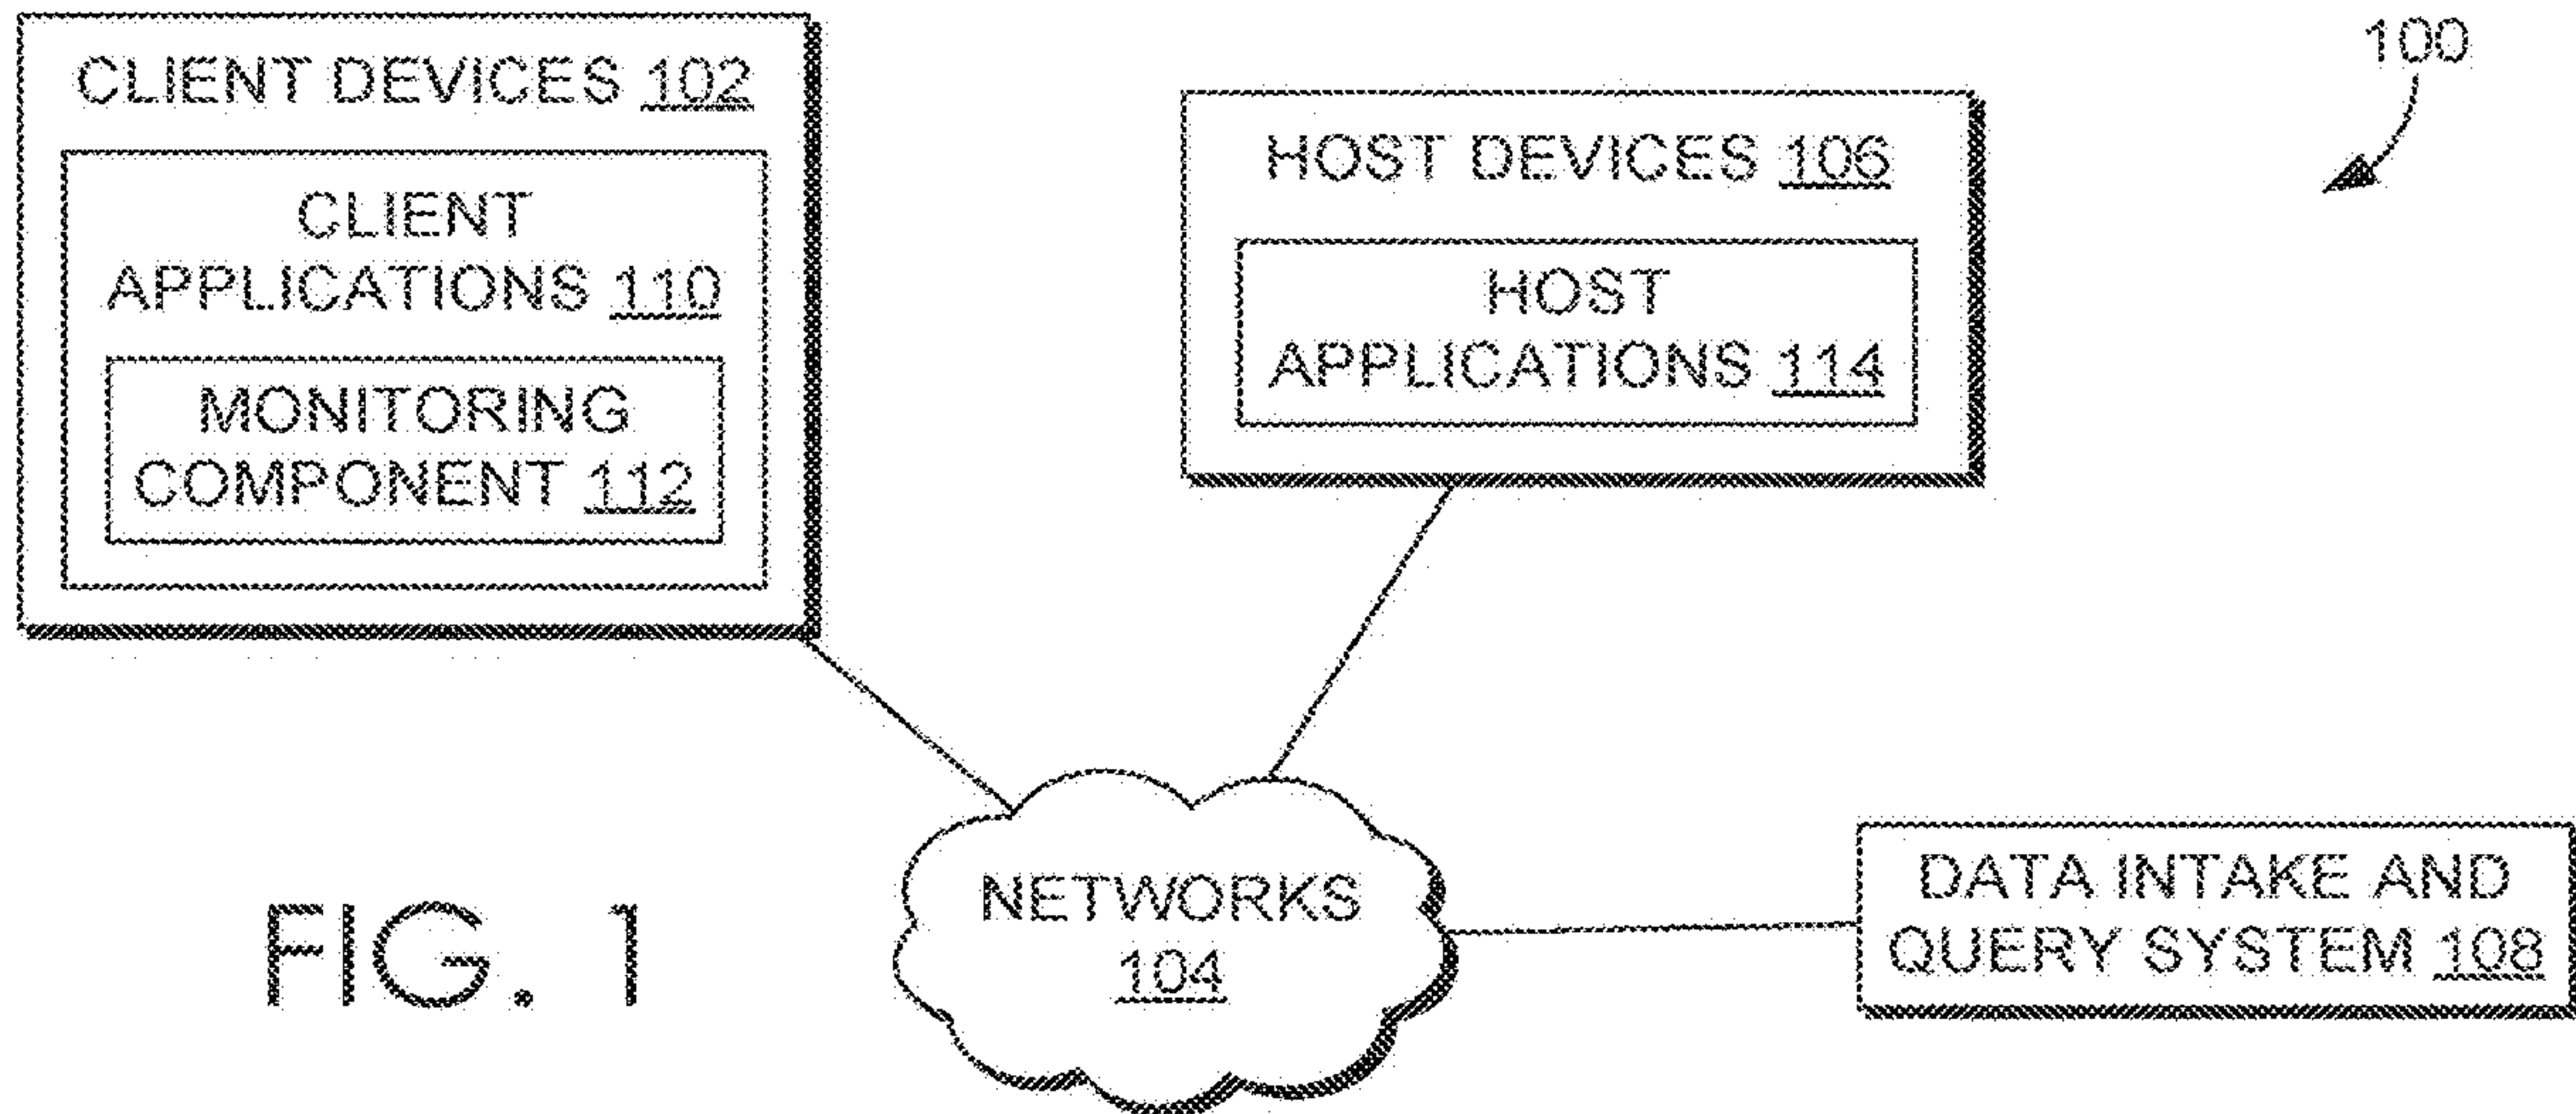 CLIENT DEVICES 102
CLIENT
APPLICATIONS 110
MONITORING
COMPONENT 112
HOST DEVICES 106
HOST
APPLICATIONS 114
100
NETWORKS
104
DATA INTAKE AND
QUERY SYSTEM 108
FIG. 1